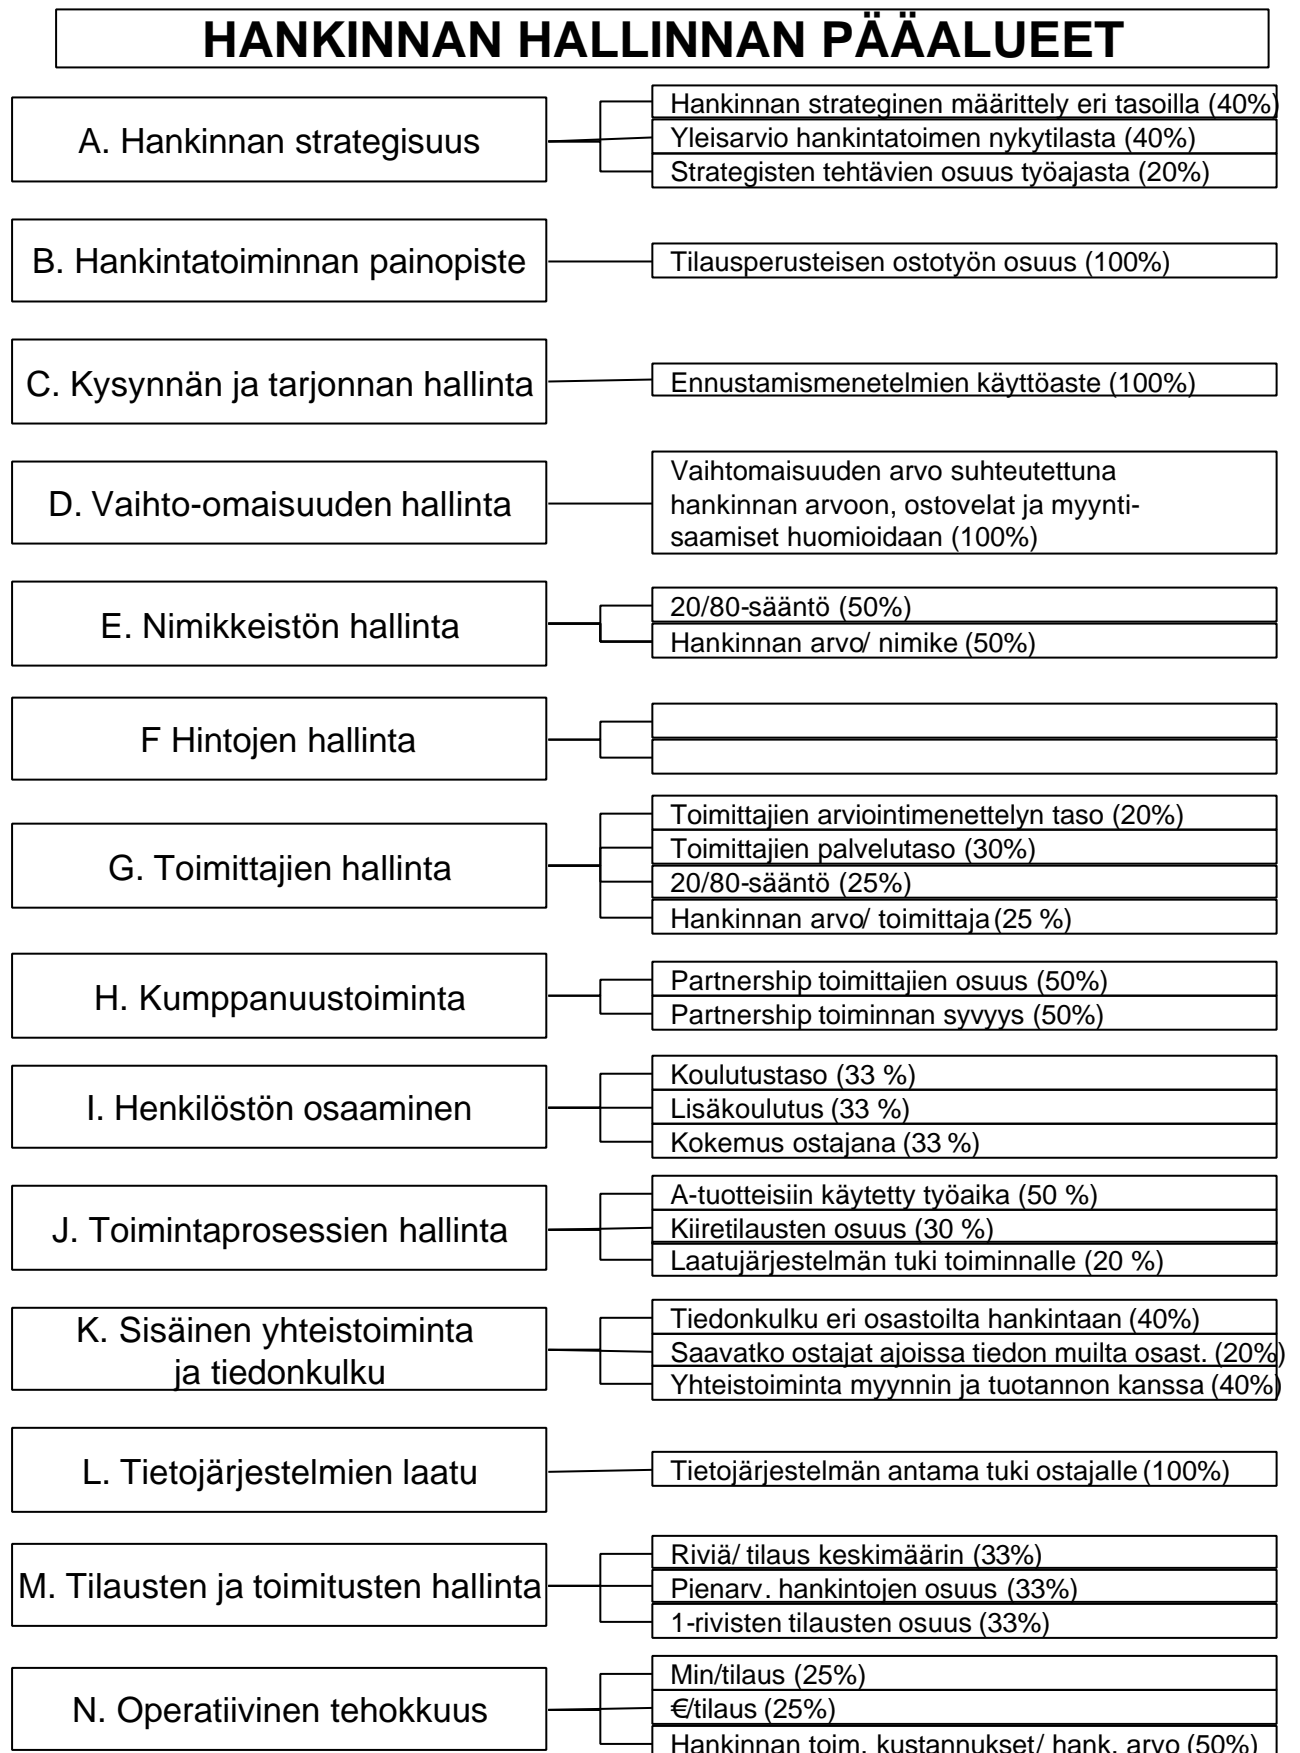 HANKINNAN HALLINNAN PÄÄALUEET
A. Hankinnan strategisuus
Hankinnan strateginen määrittely eri tasoilla (40%)
Yleisarvio hankintatoimen nykytilasta (40%)
Strategisten tehtävien osuus työajasta (20%)
B. Hankintatoiminnan painopiste
Tilausperusteisen ostotyön osuus (100%)
C. Kysynnän ja tarjonnan hallinta
Ennustamismenetelmien käyttöaste (100%)
D. Vaihto-omaisuuden hallinta
Vaihtomaisuuden arvo suhteutettuna
hankinnan arvoon, ostovelat ja myynti-
saamiset huomioidaan (100%)
E. Nimikkeistön hallinta
20/80-sääntö (50%)
Hankinnan arvo/ nimike (50%)
F Hintojen hallinta
G. Toimittajien hallinta
Toimittajien arviointimenettelyn taso (20%)
Toimittajien palvelutaso (30%)
20/80-sääntö (25%)
Hankinnan arvo/ toimittaja (25 %)
H. Kumppanuustoiminta
Partnership toimittajien osuus (50%)
Partnership toiminnan syvyys (50%)
I. Henkilöstön osaaminen
Koulutustaso (33 %)
Lisäkoulutus (33 %)
Kokemus ostajana (33 %)
J. Toimintaprosessien hallinta
A-tuotteisiin käytetty työaika (50 %)
Kiiretilausten osuus (30 %)
Laatujärjestelmän tuki toiminnalle (20 %)
K. Sisäinen yhteistoiminta
ja tiedonkulku
Tiedonkulku eri osastoilta hankintaan (40%)
Saavatko ostajat ajoissa tiedon muilta osast. (20%)
Yhteistoiminta myynnin ja tuotannon kanssa (40%)
L. Tietojärjestelmien laatu
Tietojärjestelmän antama tuki ostajalle (100%)
M. Tilausten ja toimitusten hallinta
Riviä/ tilaus keskimäärin (33%)
Pienarv. hankintojen osuus (33%)
1-rivisten tilausten osuus (33%)
N. Operatiivinen tehokkuus
Min/tilaus (25%)
€/tilaus (25%)
Hankinnan toim. kustannukset/ hank. arvo (50%)